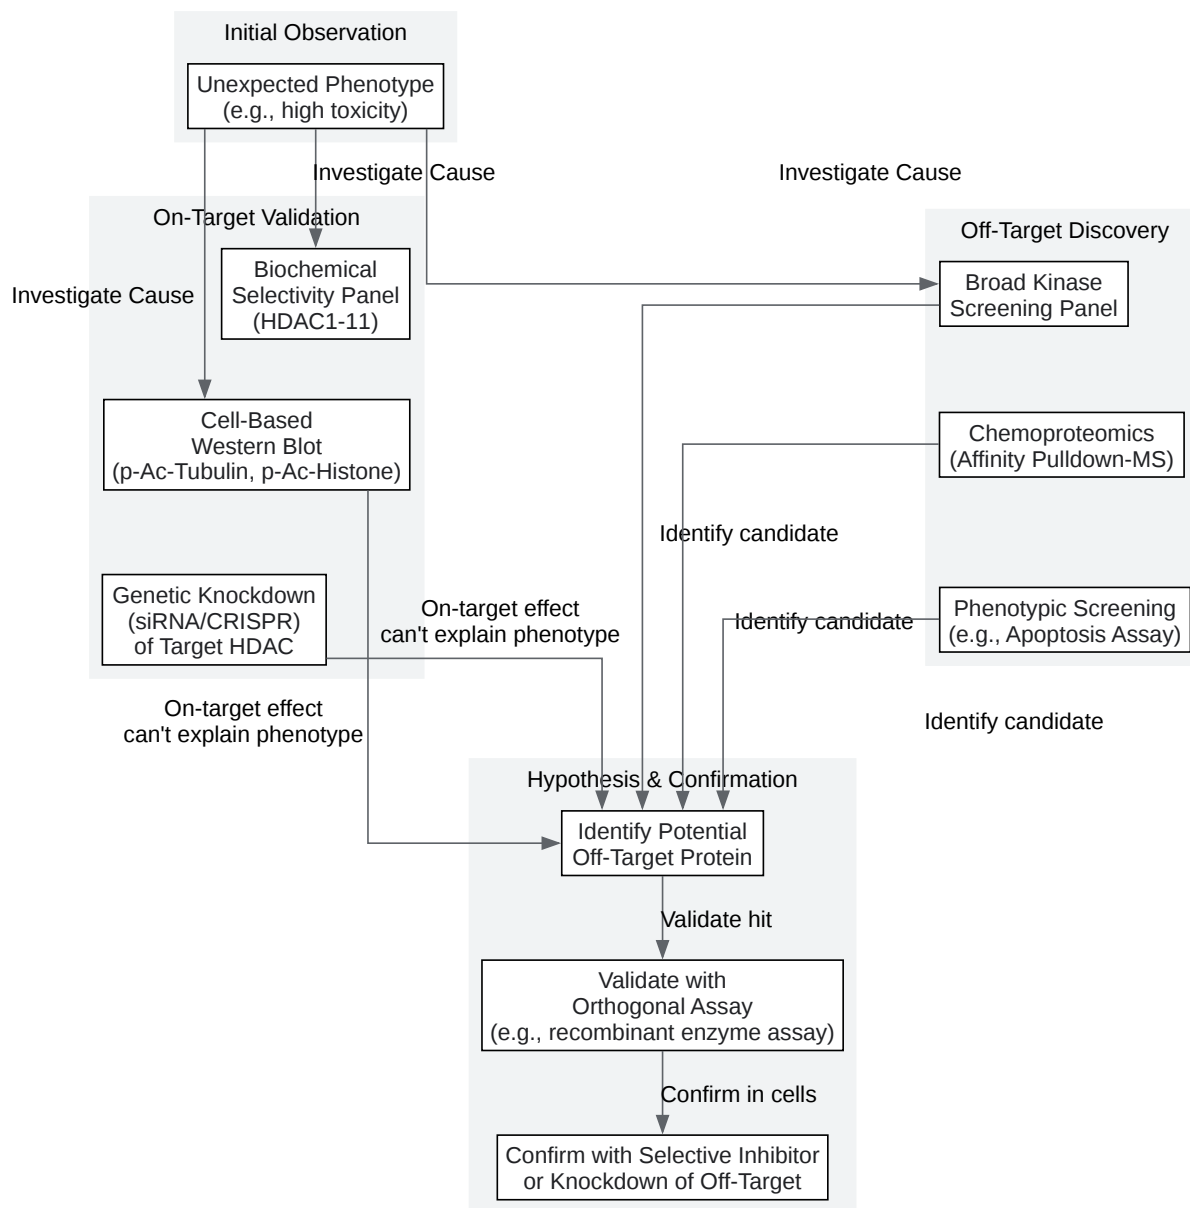 Initial Observation
Unexpected Phenotype
(e.g., high toxicity)
Investigate Cause
Investigate Cause
On-Target Validation
Off-Target Discovery
Biochemical
Selectivity Panel
(HDAC1-11)
Investigate Cause
Broad Kinase
Screening Panel
Cell-Based
Western Blot
(p-Ac-Tubulin, p-Ac-Histone)
Chemoproteomics
(Affinity Pulldown-MS)
Identify candidate
Genetic Knockdown
(siRNA/CRISPR)
of Target HDAC
On-target effect
can't explain phenotype
Identify candidate
Phenotypic Screening
(e.g., Apoptosis Assay)
On-target effect
can't explain phenotype
Identify candidate
Hypothesis & Confirmation
Identify Potential
Off-Target Protein
Validate hit
Validate with
Orthogonal Assay
(e.g., recombinant enzyme assay)
Confirm in cells
Confirm with Selective Inhibitor
or Knockdown of Off-Target